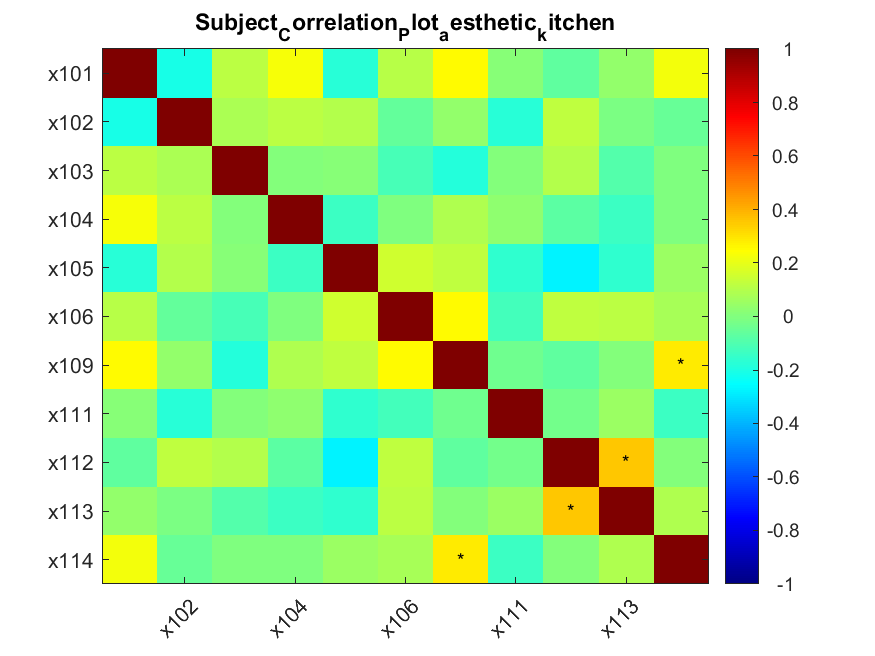 Subject_Correlation_Plot_aesthetic_kitchen
x101
x102
x103
x104
x105
x106
x109
x111
x112
x113
x114
*
*
*
*
x102
x104
x106
x111
x113
1
0.8
0.6
0.4
0.2
0
-0.2
-0.4
-0.6
-0.8
-1